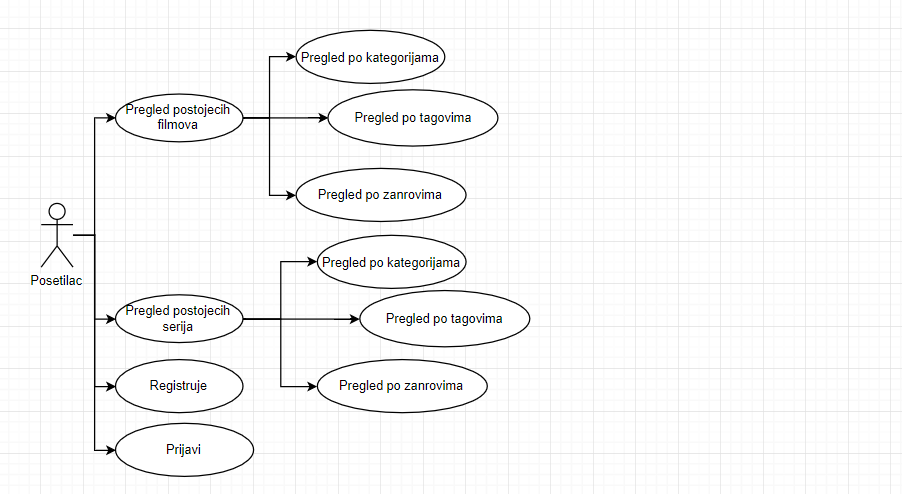 Pregled po kategorijama
Pregled postojecih
filmova
Pregled po tagovima
Pregled po zanrovima
Posetilac
Pregled po kategorijama
Pregled postojecih
serija
Pregled po tagovima
Registruje
Pregled po zanrovima
Prijavi